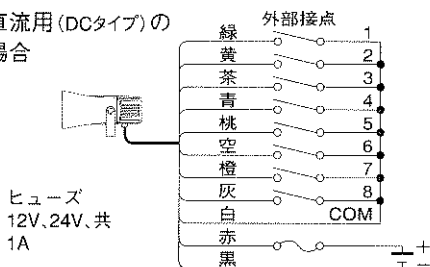 直流用(DCタイプ)の
場合
外部接点
緑 1
黄 2
茶 3
青 4
桃 5
空 6
橙 7
灰 8
白 COM
赤 +
黒
ヒューズ
12V、24V、共
1A